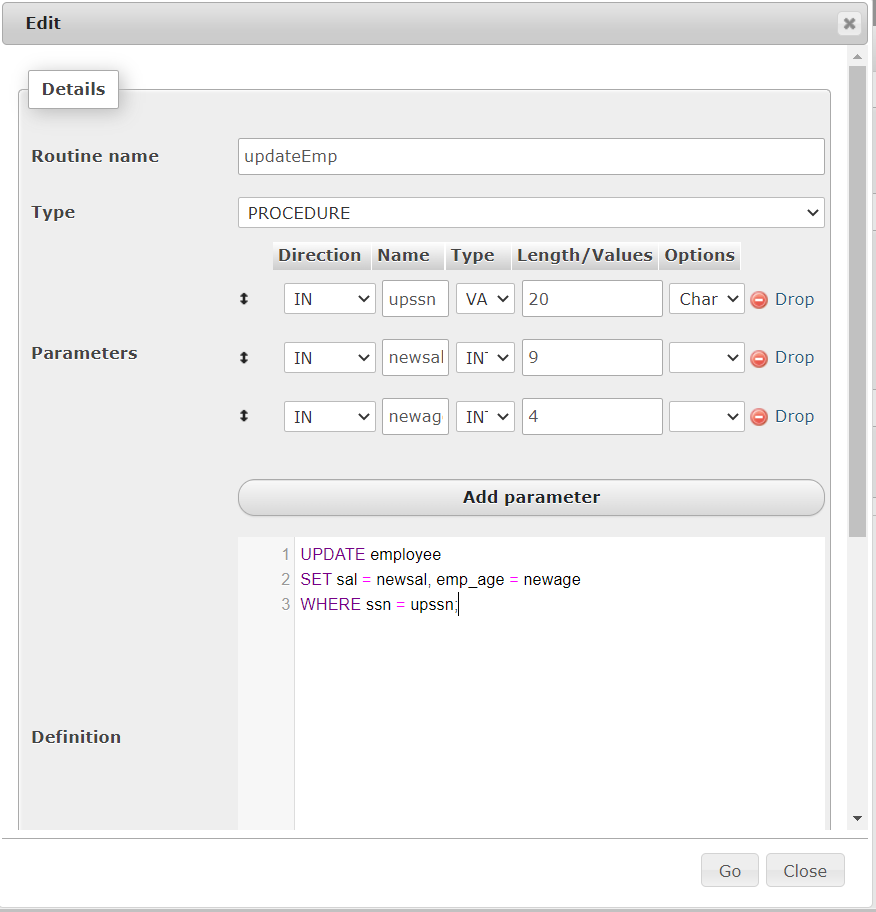 Edit
Details
Routine name updateEmp
Type PROCEDURE
Direction Name Type Length/Values Options
IN upssn VA 20 Char Drop
Parameters
IN newsal INT 9 Drop
IN newag INT 4 Drop
Add parameter
1 UPDATE employee
2 SET sal = newsal, emp_age = newage
3 WHERE ssn = upssn;
Definition
Go Close